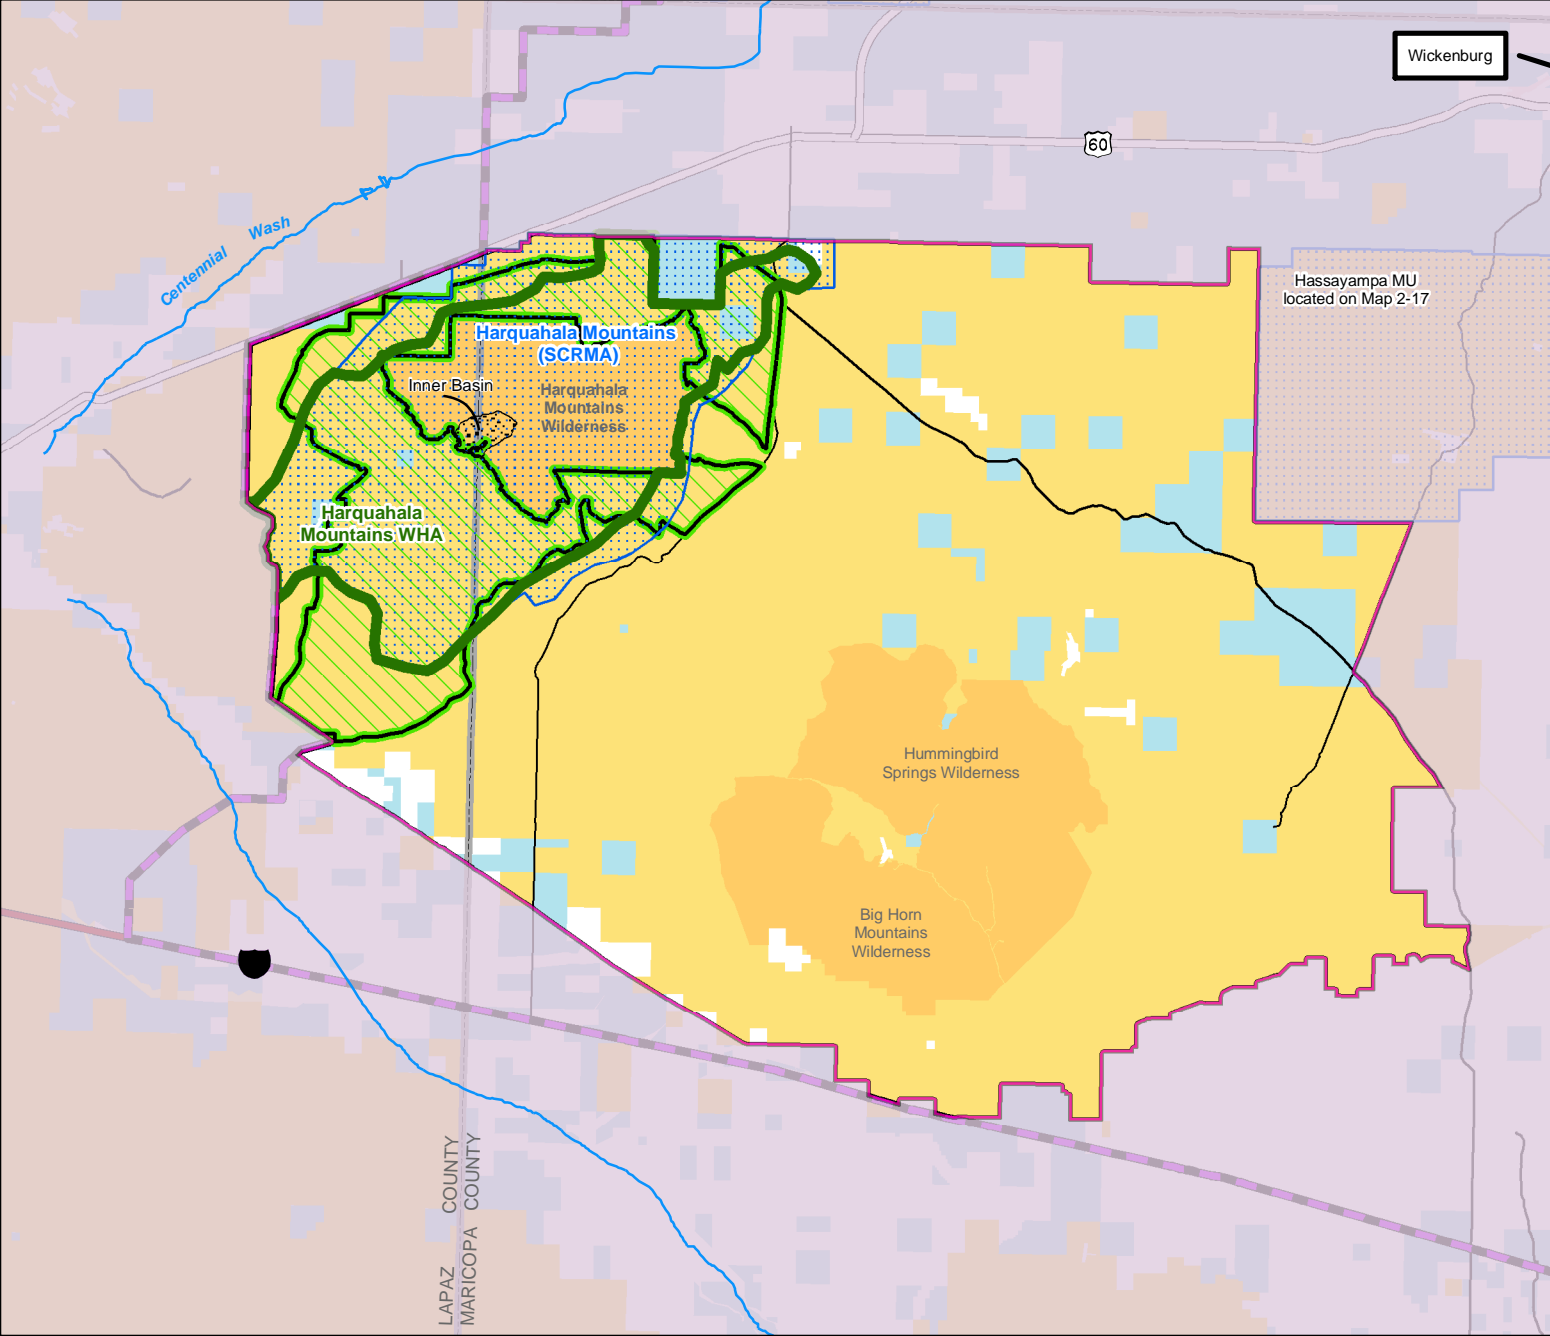 Wickenburg
60
Centennial Wash
Hassayampa MU
located on Map 2-17
Harquahala Mountains
(SCRMA)
Inner Basin
Harquahala
Mountains
Wilderness
Harquahala
Mountains WHA
Hummingbird
Springs Wilderness
Big Horn
Mountains
Wilderness
LAPAZ COUNTY
MARICOPA COUNTY